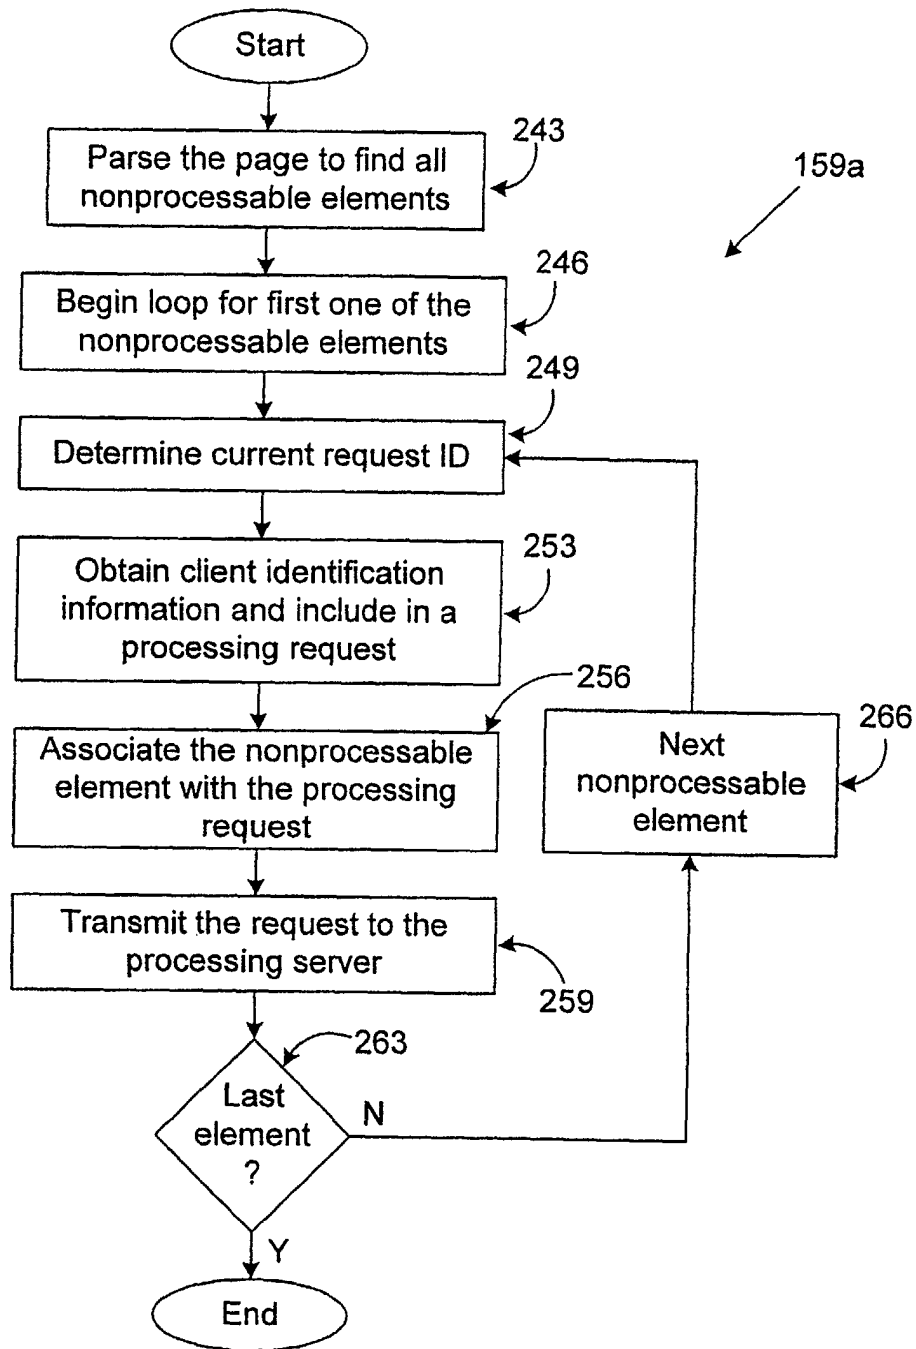 Start
243
Parse the page to find all
nonprocessable elements
159a
246
Begin loop for first one of the
nonprocessable elements
249
Determine current request ID
253
Obtain client identification
information and include in a
processing request
256
Associate the nonprocessable
element with the processing
request
266
Next
nonprocessable
element
Transmit the request to the
processing server
259
263
Last
element
?
N
Y
End